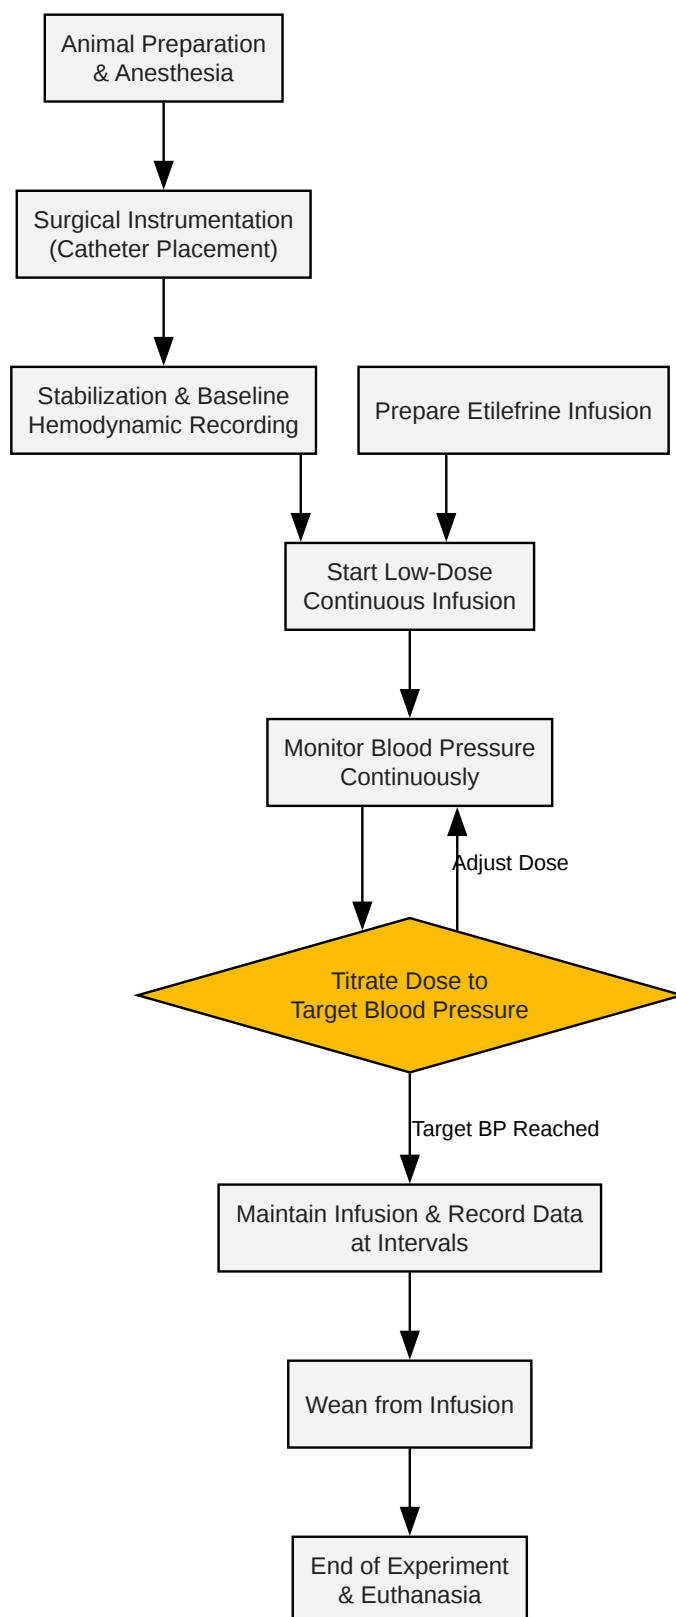 Animal Preparation
& Anesthesia
Surgical Instrumentation
(Catheter Placement)
Stabilization & Baseline
Hemodynamic Recording
Prepare Etilefrine Infusion
Start Low-Dose
Continuous Infusion
Monitor Blood Pressure
Continuously
Adjust Dose
Titrate Dose to
Target Blood Pressure
Target BP Reached
Maintain Infusion & Record Data
at Intervals
Wean from Infusion
End of Experiment
& Euthanasia